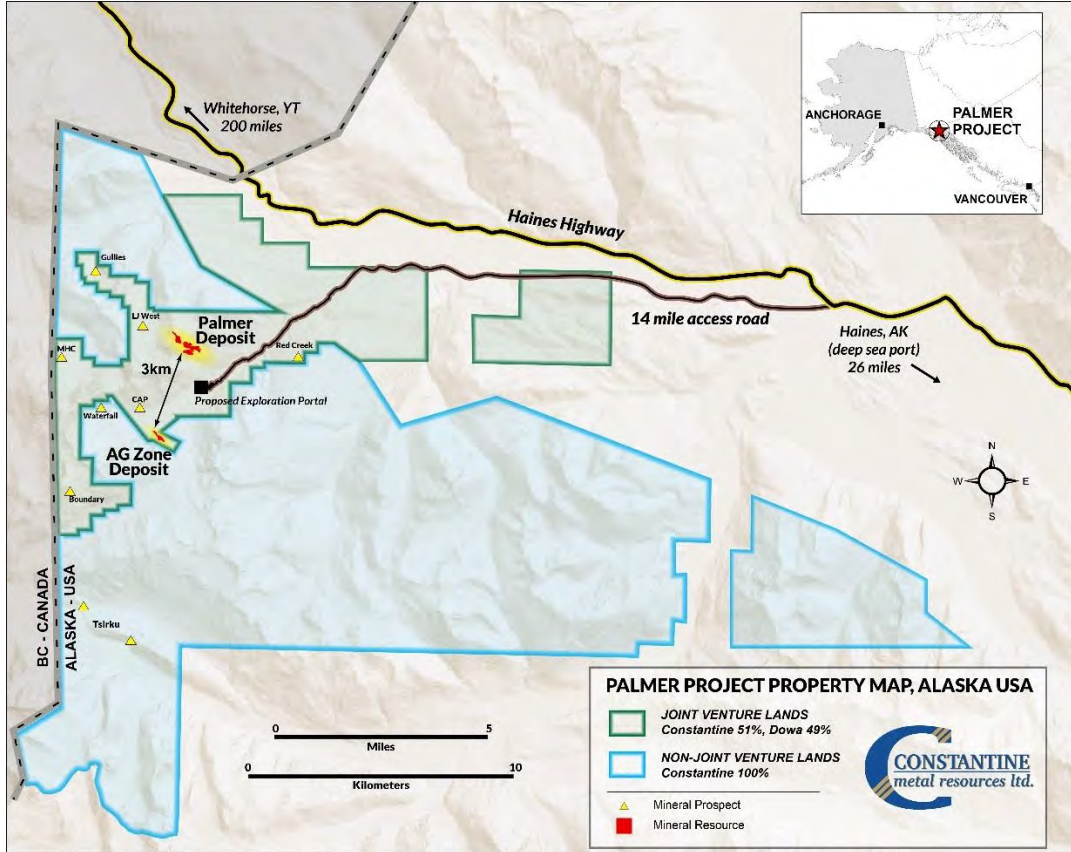 Whitehorse, YT
200 miles
ANCHORAGE
PALMER
PROJECT
VANCOUVER
Haines Highway
Gullies
LJ West
Palmer
Deposit
MHC
Red Creek
3km
14 mile access road
Haines, AK
(deep sea port)
26 miles
Proposed Exploration Portal
CAP
Waterfall
AG Zone
Deposit
Boundary
N
W
E
S
BC - CANADA
ALASKA - USA
Tsirku
0
5
Miles
0
10
Kilometers
PALMER PROJECT PROPERTY MAP, ALASKA USA
JOINT VENTURE LANDS
Constantine 51%, Dowa 49%
NON-JOINT VENTURE LANDS
Constantine 100%
Mineral Prospect
Mineral Resource
C
CONSTANTINE
metal resources ltd.